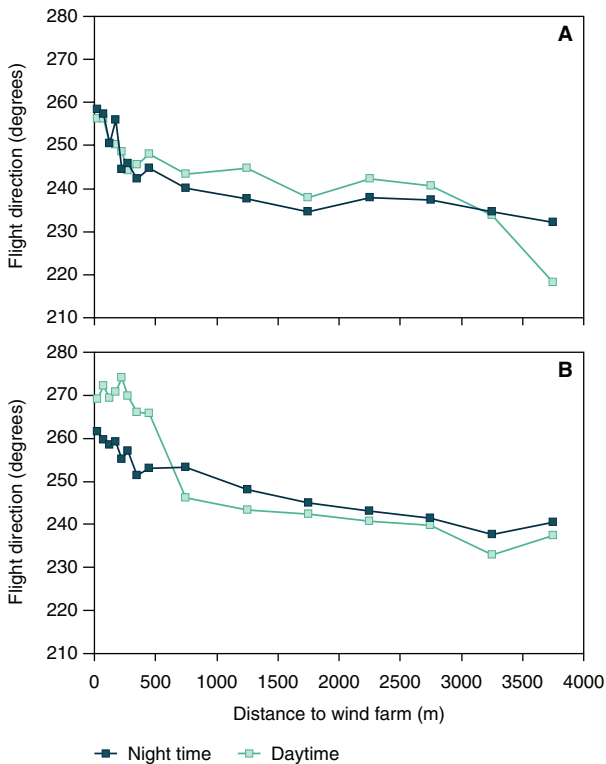 280
A
270
260
250
240
230
220
210
Flight direction (degrees)
280
B
270
260
250
240
230
220
210
Flight direction (degrees)
0 500 1000 1500 2000 2500 3000 3500 4000
Distance to wind farm (m)
Night time Daytime